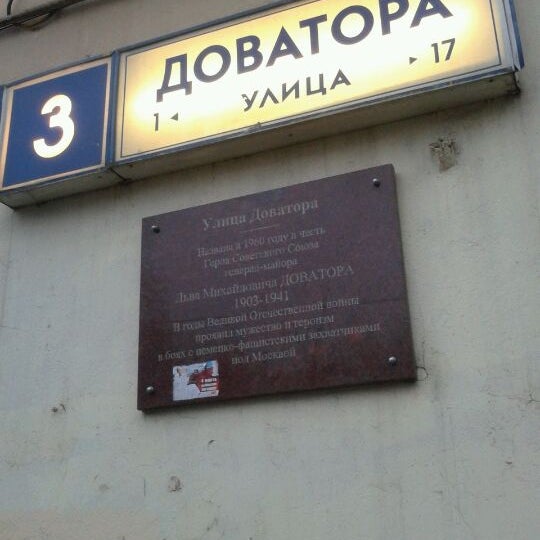 3
ДОВАТОРА
УЛИЦА
1 ◂ ▸ 17
Улица Доватора
Названа в 1960 году в честь
Героя Советского Союза
генерал-майора
Льва Михайловича ДОВАТОРА
1903-1941
В годы Великой Отечественной войны
проявил мужество и героизм
в боях с немецко-фашистскими захватчиками
под Москвой